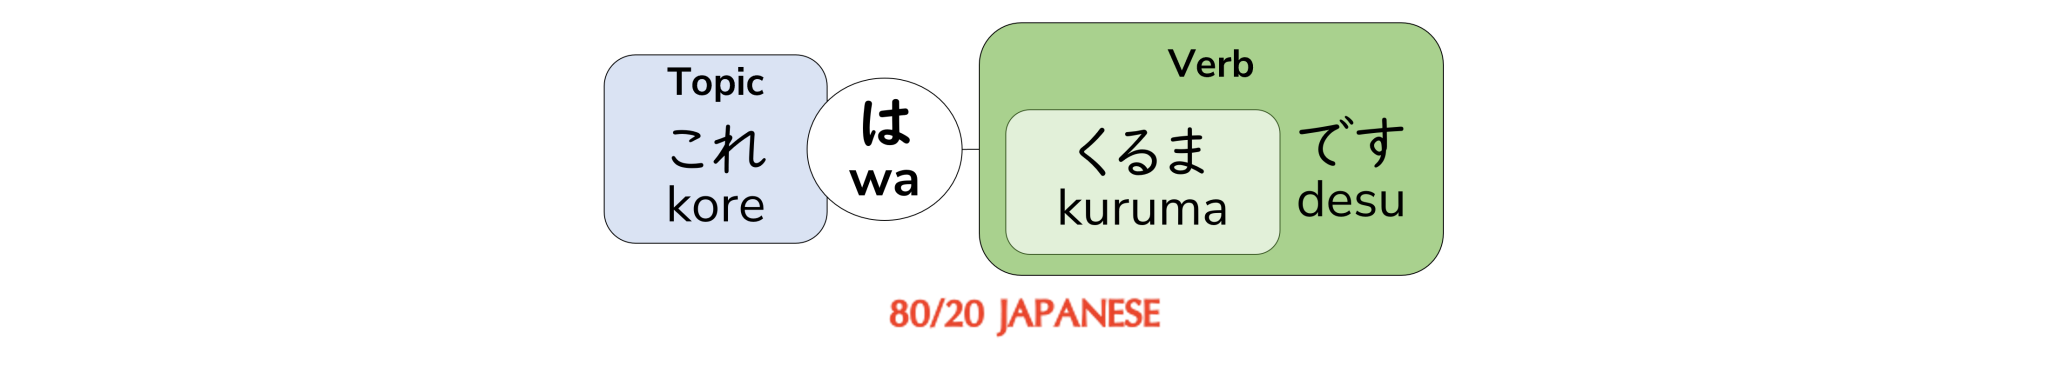 Topic
これ
kore
は
wa
Verb
くるま
kuruma
です
desu
80/20 JAPANESE